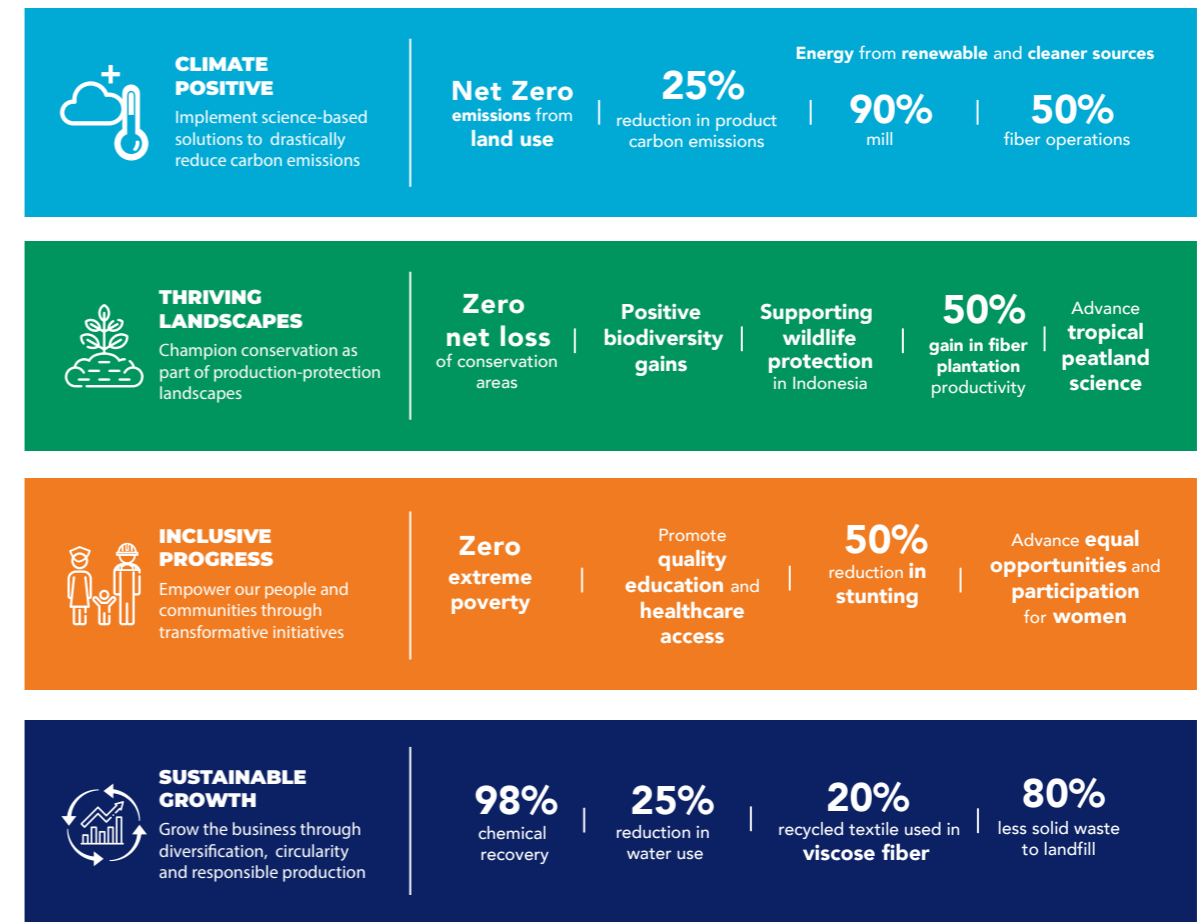 CLIMATE
POSITIVE
Implement science-based
solutions to drastically
reduce carbon emissions
Net Zero
emissions from
land use
25%
reduction in product
carbon emissions
Energy from renewable and cleaner sources
90%
mill
50%
fiber operations
THRIVING
LANDSCAPES
Champion conservation as
part of production-protection
landscapes
Zero
net loss
of conservation
areas
Positive
biodiversity
gains
Supporting
wildlife
protection
in Indonesia
50%
gain in fiber
plantation
productivity
Advance
tropical
peatland
science
INCLUSIVE
PROGRESS
Empower our people and
communities through
transformative initiatives
Zero
extreme
poverty
Promote
quality
education and
healthcare
access
50%
reduction in
stunting
Advance equal
opportunities and
participation
for women
SUSTAINABLE
GROWTH
Grow the business through
diversification, circularity
and responsible production
98%
chemical
recovery
25%
reduction in
water use
20%
recycled textile used in
viscose fiber
80%
less solid waste
to landfill